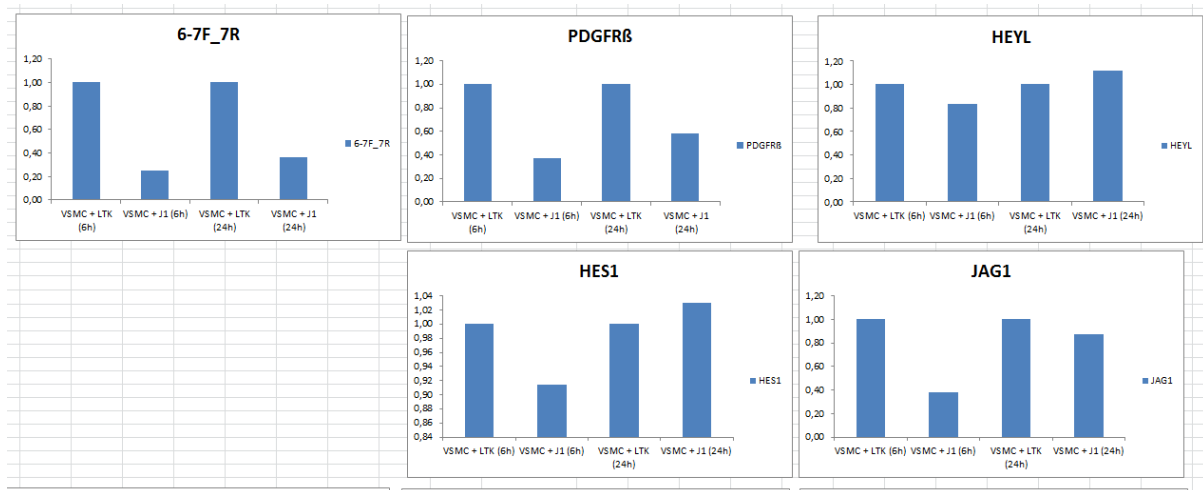 6-7F_7R
1,20
1,00
0,80
0,60
0,40
0,20
0,00
VSMC + LTK (6h)
VSMC + J1 (6h)
VSMC + LTK (24h)
VSMC + J1 (24h)
6-7F_7R
PDGFRß
1,20
1,00
0,80
0,60
0,40
0,20
0,00
VSMC + LTK (6h)
VSMC + J1 (6h)
VSMC + LTK (24h)
VSMC + J1 (24h)
PDGFRß
HEYL
1,20
1,00
0,80
0,60
0,40
0,20
0,00
VSMC + LTK (6h)
VSMC + J1 (6h)
VSMC + LTK (24h)
VSMC + J1 (24h)
HEYL
HES1
1,04
1,02
1,00
0,98
0,96
0,94
0,92
0,90
0,88
0,86
0,84
VSMC + LTK (6h)
VSMC + J1 (6h)
VSMC + LTK (24h)
VSMC + J1 (24h)
HES1
JAG1
1,20
1,00
0,80
0,60
0,40
0,20
0,00
VSMC + LTK (6h)
VSMC + J1 (6h)
VSMC + LTK (24h)
VSMC + J1 (24h)
JAG1